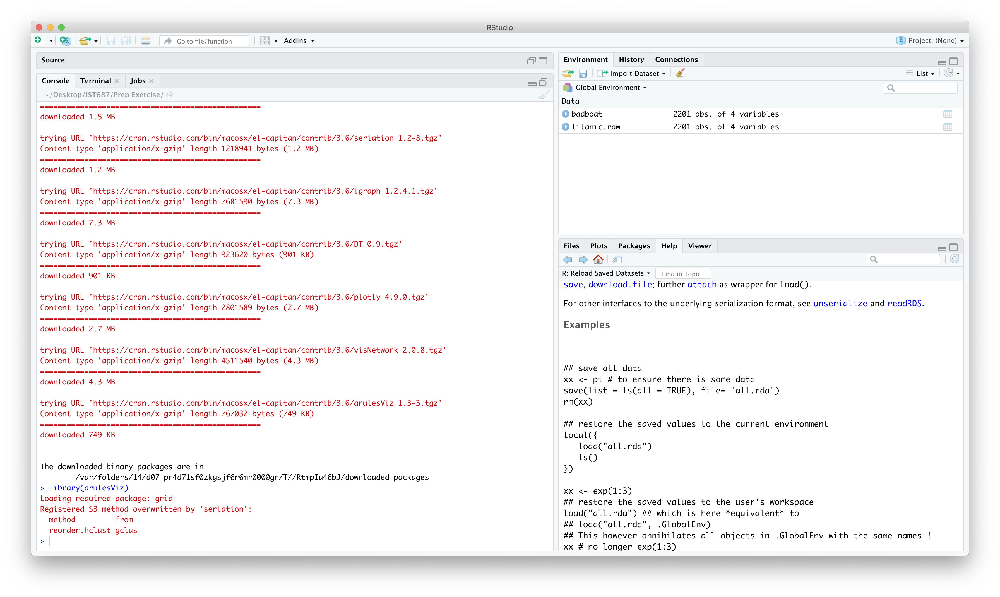 RStudio
Go to file/function
Addins
Project: (None)
Source
Console Terminal Jobs
~/Desktop/IST687/Prep Exercise/
==================================================
downloaded 1.5 MB
trying URL 'https://cran.rstudio.com/bin/macosx/el-capitan/contrib/3.6/seriation_1.2-8.tgz'
Content type 'application/x-gzip' length 1218941 bytes (1.2 MB)
==================================================
downloaded 1.2 MB
trying URL 'https://cran.rstudio.com/bin/macosx/el-capitan/contrib/3.6/igraph_1.2.4.1.tgz'
Content type 'application/x-gzip' length 7681590 bytes (7.3 MB)
==================================================
downloaded 7.3 MB
trying URL 'https://cran.rstudio.com/bin/macosx/el-capitan/contrib/3.6/DT_0.9.tgz'
Content type 'application/x-gzip' length 923620 bytes (901 KB)
==================================================
downloaded 901 KB
trying URL 'https://cran.rstudio.com/bin/macosx/el-capitan/contrib/3.6/plotly_4.9.0.tgz'
Content type 'application/x-gzip' length 2801589 bytes (2.7 MB)
==================================================
downloaded 2.7 MB
trying URL 'https://cran.rstudio.com/bin/macosx/el-capitan/contrib/3.6/visNetwork_2.0.8.tgz'
Content type 'application/x-gzip' length 4511540 bytes (4.3 MB)
==================================================
downloaded 4.3 MB
trying URL 'https://cran.rstudio.com/bin/macosx/el-capitan/contrib/3.6/arulesViz_1.3-3.tgz'
Content type 'application/x-gzip' length 767032 bytes (749 KB)
==================================================
downloaded 749 KB
The downloaded binary packages are in
/var/folders/14/d07_pr4d71sf0zkgsjf6r6mr0000gn/T//RtmpIu46bJ/downloaded_packages
> library(arulesViz)
Loading required package: grid
Registered S3 method overwritten by 'seriation':
method from
reorder.hclust gclus
>
Environment History Connections
Import Dataset
List
Global Environment
Data
badboat 2201 obs. of 4 variables
titanic.raw 2201 obs. of 4 variables
Files Plots Packages Help Viewer
R: Reload Saved Datasets Find in Topic
save, download.file; further attach as wrapper for load().
For other interfaces to the underlying serialization format, see unserialize and readRDS.
Examples
## save all data
xx <- pi # to ensure there is some data
save(list = ls(all = TRUE), file= "all.rda")
rm(xx)
## restore the saved values to the current environment
local({
load("all.rda")
ls()
})
xx <- exp(1:3)
## restore the saved values to the user's workspace
load("all.rda") ## which is here *equivalent* to
## load("all.rda", .GlobalEnv)
## This however annihilates all objects in .GlobalEnv with the same names !
xx # no longer exp(1:3)